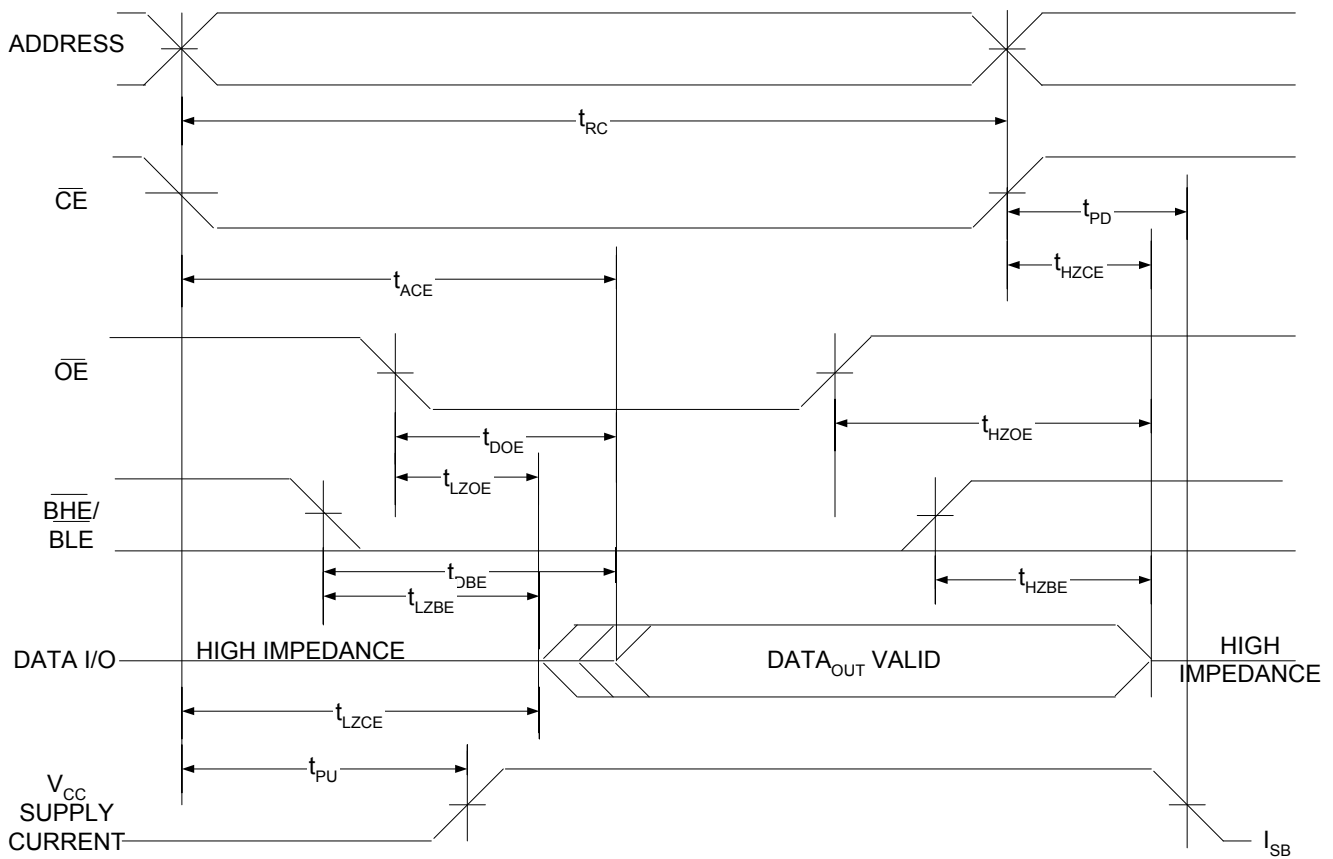 ADDRESS
tRC
CE
tPD
tHZCE
tACE
OE
tDOE
tHZOE
tLZOE
BHE/
BLE
tDBE
tLZBE
tHZBE
DATA I/O
HIGH IMPEDANCE
DATAOUT VALID
HIGH
IMPEDANCE
tLZCE
tPU
VCC
SUPPLY
CURRENT
ISB